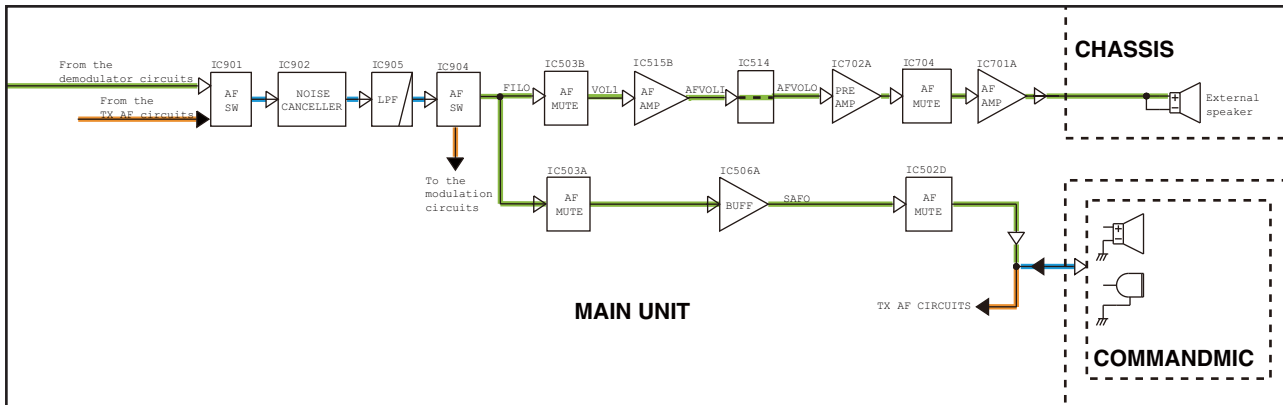 From the
demodulator circuits
From the
TX AF circuits
IC901
AF
SW
IC902
NOISE
CANCELLER
IC905
LPF
IC904
AF
SW
To the
modulation
circuits
FILO
IC503B
AF
MUTE
VOL1
IC515B
AF
AMP
AFVOLI
IC514
AFVOLO
IC702A
PRE
AMP
IC704
AF
MUTE
IC701A
AF
AMP
CHASSIS
+
−
External
speaker
IC503A
AF
MUTE
IC506A
BUFF
SAFO
IC502D
AF
MUTE
TX AF CIRCUITS
MAIN UNIT
+
−
COMMANDMIC